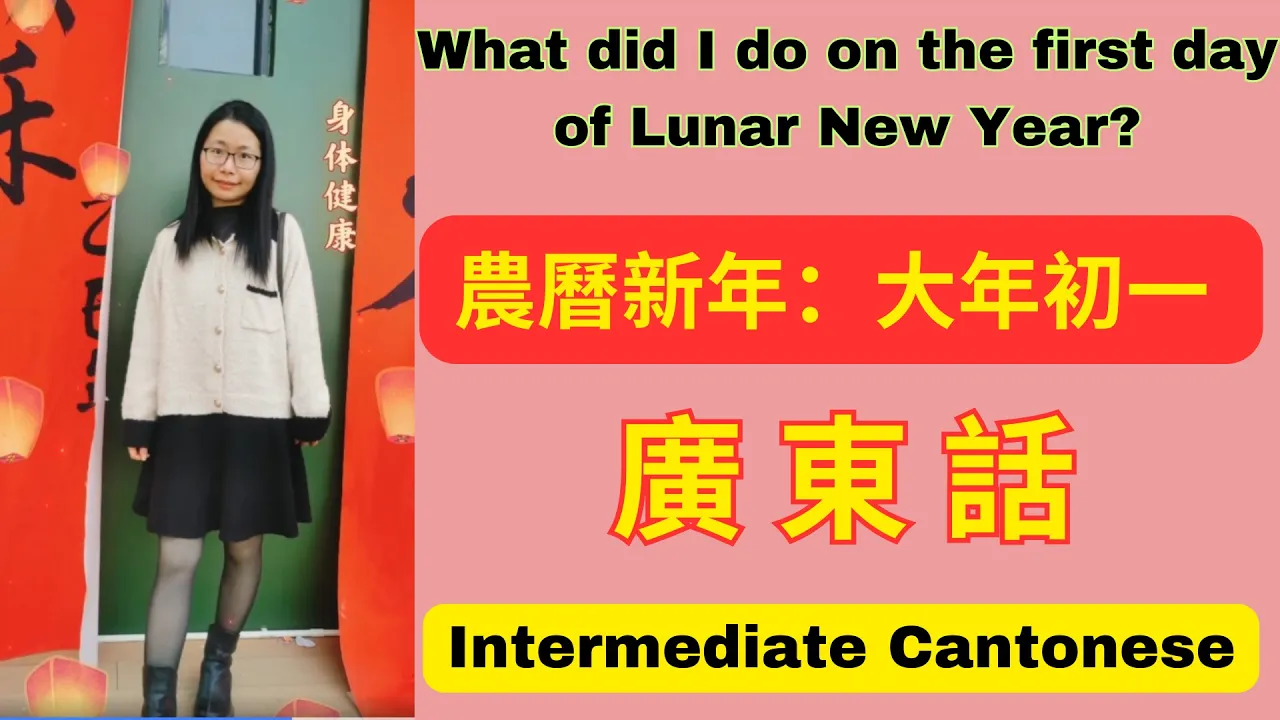 What did I do on the first day
of Lunar New Year?
身体健康
農曆新年：大年初一
廣東話
Intermediate Cantonese